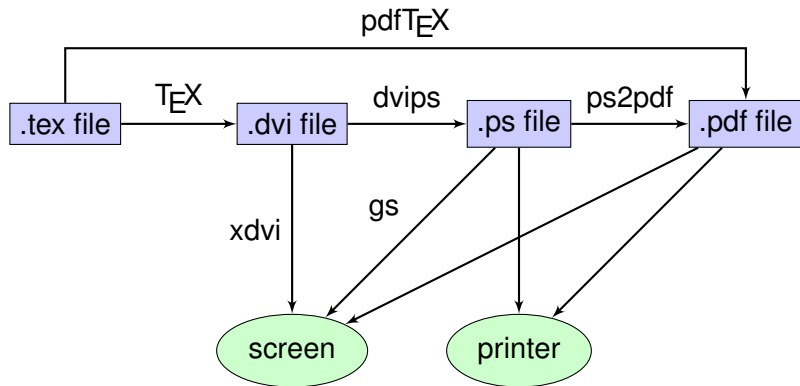 pdfTEX
TEX
dvips
ps2pdf
.tex file
.dvi file
.ps file
.pdf file
xdvi
gs
screen
printer